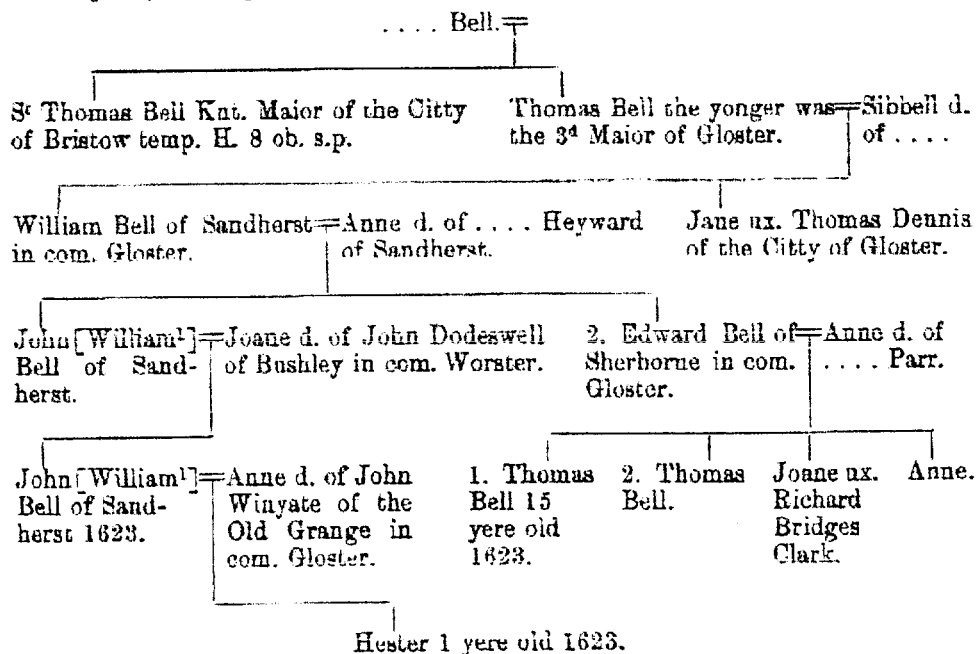 .... Bell.
Sr Thomas Bell Knt. Maior of the Citty
of Bristow temp. H. 8 ob. s.p.
Thomas Bell the yonger was
the 3d Maior of Gloster.
Sibbell d.
of ....
William Bell of Sandherst
in com. Gloster.
Anne d. of .... Heyward
of Sandherst.
Jane ux. Thomas Dennis
of the Citty of Gloster.
John [William1]
Bell of Sand-
herst.
Joane d. of John Dodeswell
of Bushley in com. Worster.
2. Edward Bell of
Sherborne in com.
Gloster.
Anne d. of
.... Parr.
John [William1]
Bell of Sand-
herst 1623.
Anne d. of John
Winyate of the
Old Grange in
com. Gloster.
1. Thomas
Bell 15
yere old
1623.
2. Thomas
Bell.
Joane ux.
Richard
Bridges
Clark.
Anne.
Hester 1 yere old 1623.